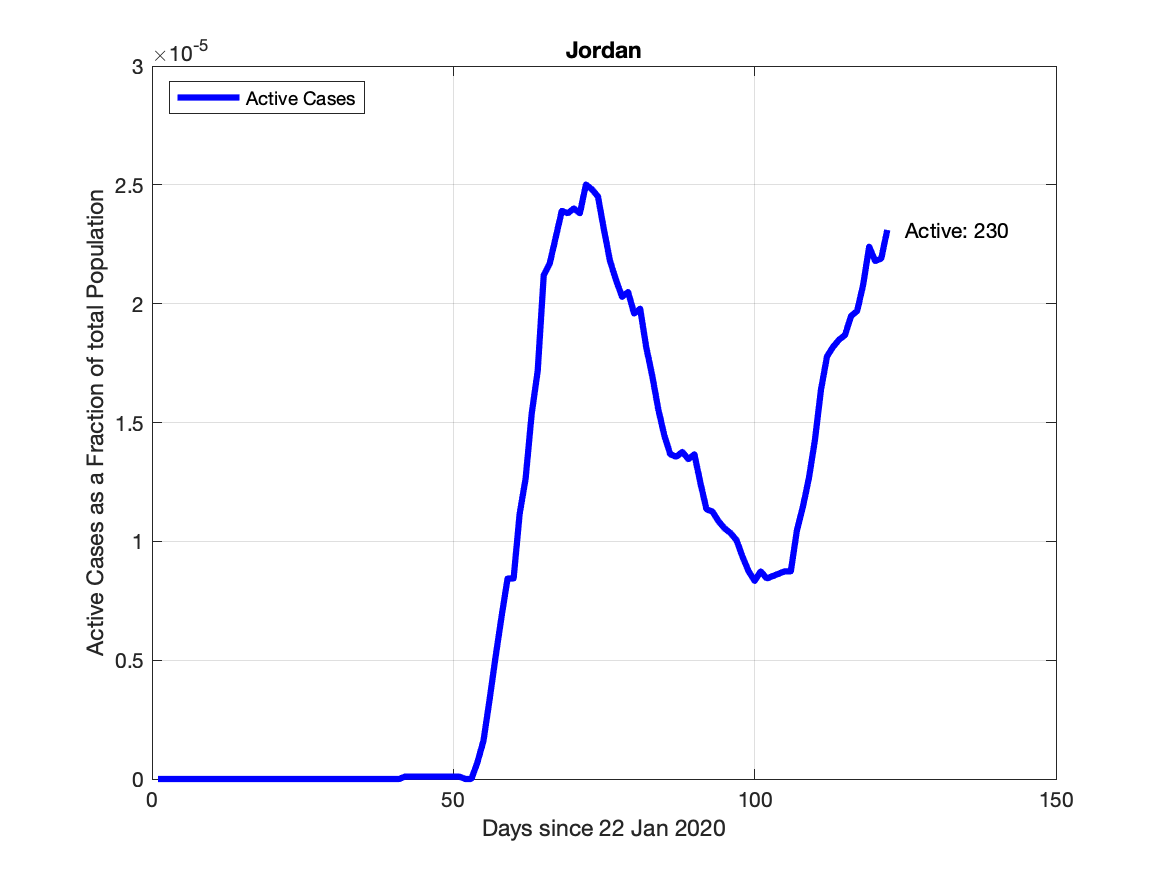 Jordan
×10-5
3
2.5
2
1.5
1
0.5
0
Active Cases as a Fraction of total Population
Active Cases
Active: 230
0 50 100 150
Days since 22 Jan 2020